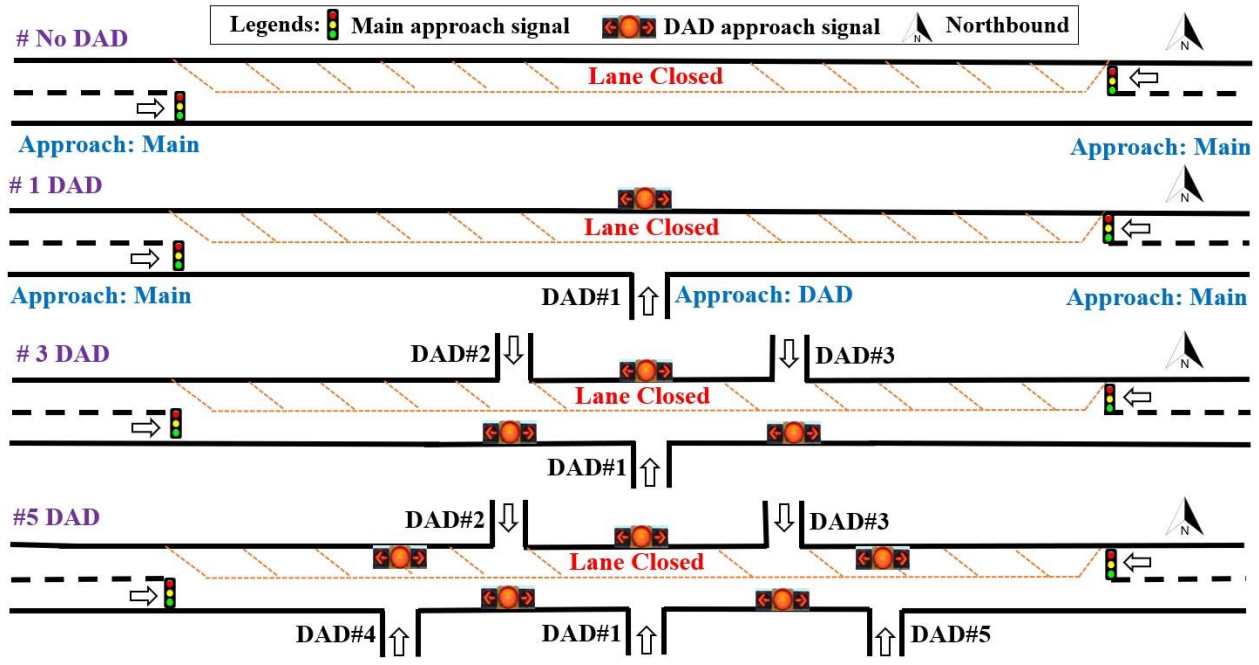 # No DAD
Legends: Main approach signal DAD approach signal Northbound
N
Lane Closed
Approach: Main Approach: Main
# 1 DAD
N
Lane Closed
Approach: Main DAD#1 Approach: DAD Approach: Main
# 3 DAD
DAD#2 DAD#3
N
Lane Closed
DAD#1
#5 DAD
DAD#2 DAD#3
N
Lane Closed
DAD#4 DAD#1 DAD#5